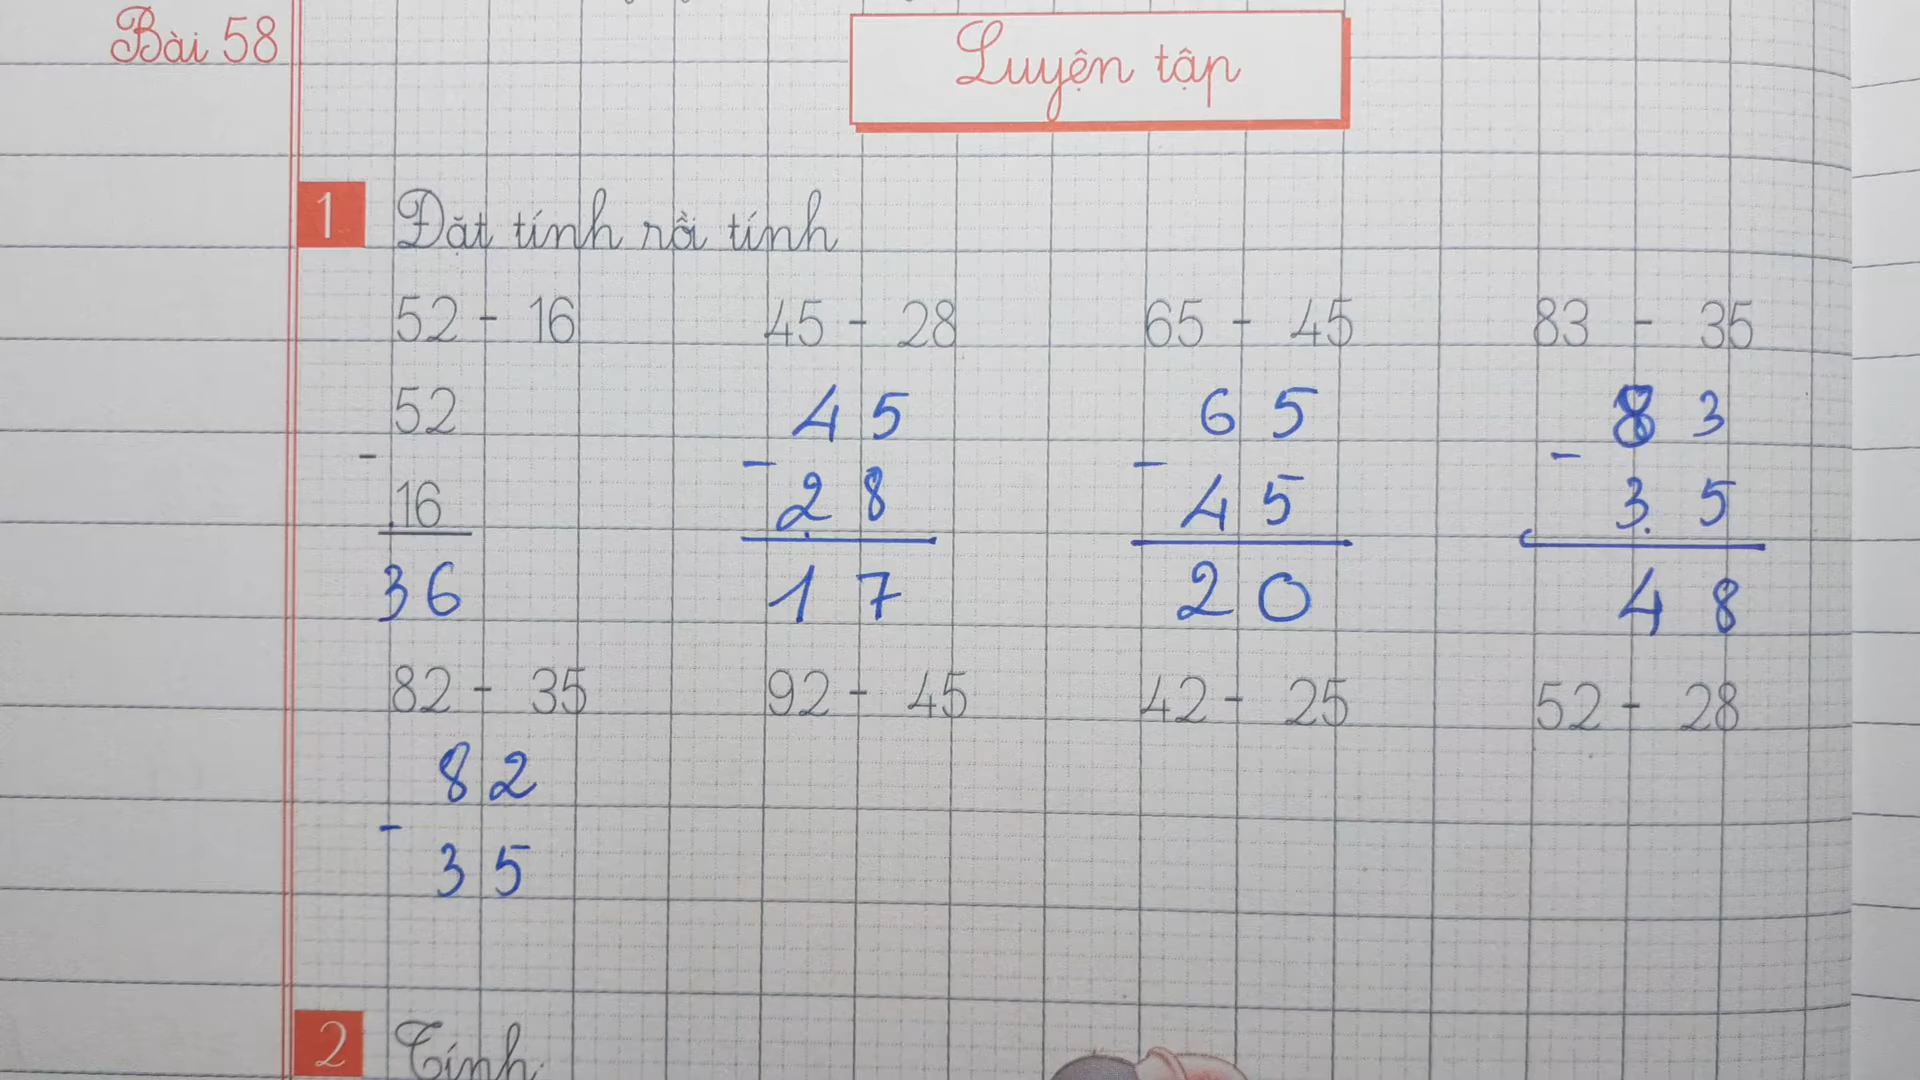 Bài 58
Luyện tập
1 Đặt tính rồi tính
52 - 16 45 - 28 65 - 45 83 - 35
52 45 65 83
- - - -
16 28 45 35
36 17 20 48
82 - 35 92 - 45 42 - 25 52 - 28
82
-
35
2 Tính